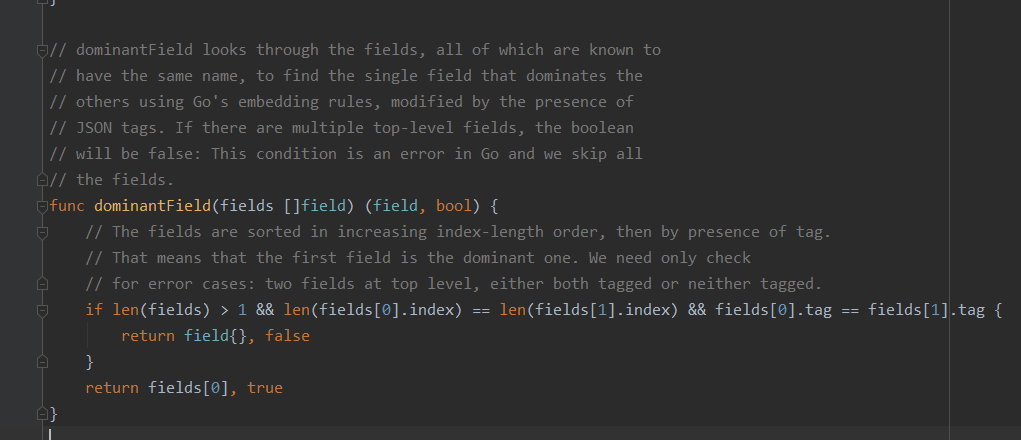 }
// dominantField looks through the fields, all of which are known to
// have the same name, to find the single field that dominates the
// others using Go's embedding rules, modified by the presence of
// JSON tags. If there are multiple top-level fields, the boolean
// will be false: This condition is an error in Go and we skip all
// the fields.
func dominantField(fields []field) (field, bool) {
    // The fields are sorted in increasing index-length order, then by presence of tag.
    // That means that the first field is the dominant one. We need only check
    // for error cases: two fields at top level, either both tagged or neither tagged.
    if len(fields) > 1 && len(fields[0].index) == len(fields[1].index) && fields[0].tag == fields[1].tag {
        return field{}, false
    }
    return fields[0], true
}